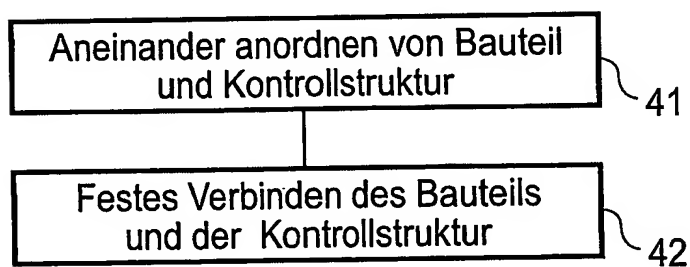 Aneinander anordnen von Bauteil
und Kontrollstruktur
41
Festes Verbinden des Bauteils
und der Kontrollstruktur
42